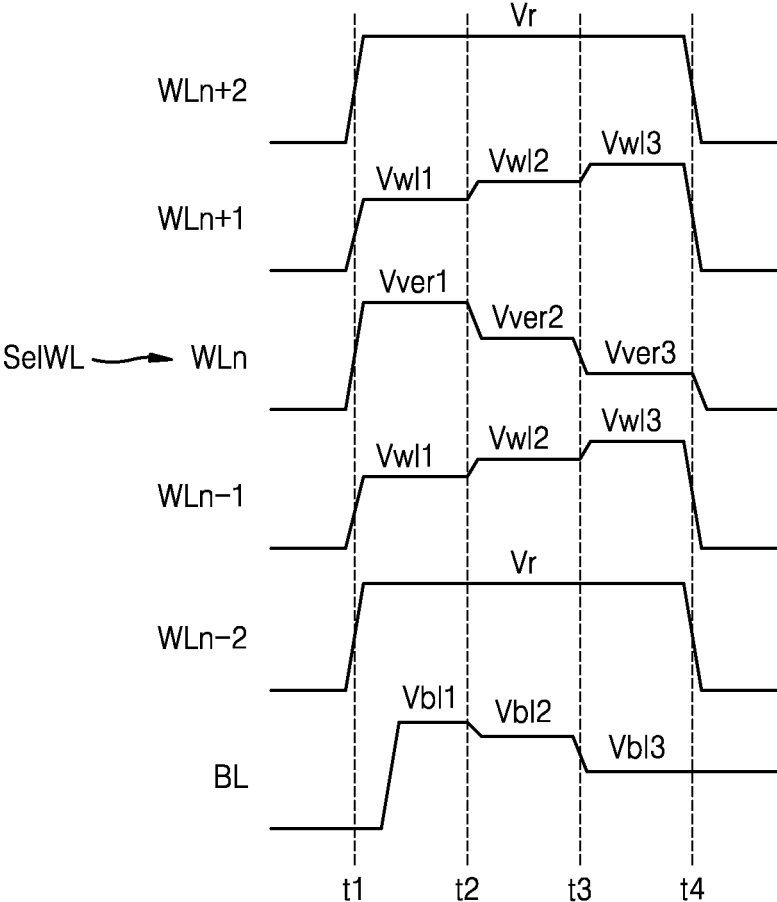 Vr
WLn+2
Vwl1 Vwl2 Vwl3
WLn+1
Vver1 Vver2 Vver3
SelWL WLn
Vwl1 Vwl2 Vwl3
WLn-1
Vr
WLn-2
Vbl1 Vbl2 Vbl3
BL
t1 t2 t3 t4